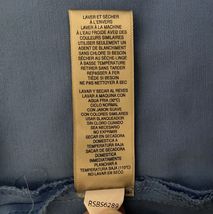 LAVER ET SÉCHER
À L'ENVERS
LAVER À LA MACHINE
À L'EAU FROIDE AVEC DES
COULEURS SIMILAIRES
UTILISER SEULEMENT UN
AGENT DE BLANCHIMENT
SANS CHLORE SI BESOIN
SÉCHER AU SÈCHE-LINGE
À BASSE TEMPÉRATURE
RETIRER SANS TARDER
REPASSER À FER
TIÈDE SI BESOIN
NE PAS NETTOYER À SEC
LAVAR Y SECAR AL REVÉS
LAVAR A MÁQUINA CON
AGUA FRÍA
CICLO NORMAL
CON JABÓN SUAVE
CON COLORES SIMILARES
USAR BLANQUEADOR
SIN CLORO CUANDO
SEA NECESARIO
NO EXPRIMIR
SECAR EN SECADORA
DOMESTICA A
TEMPERATURA BAJA
SACAR DE SECADORA
DOMESTICA
INMEDIATAMENTE
PLANCHAR A
TEMPERATURA
BAJA (110°C)
NO LAVAR EN SECO
RSBS6289